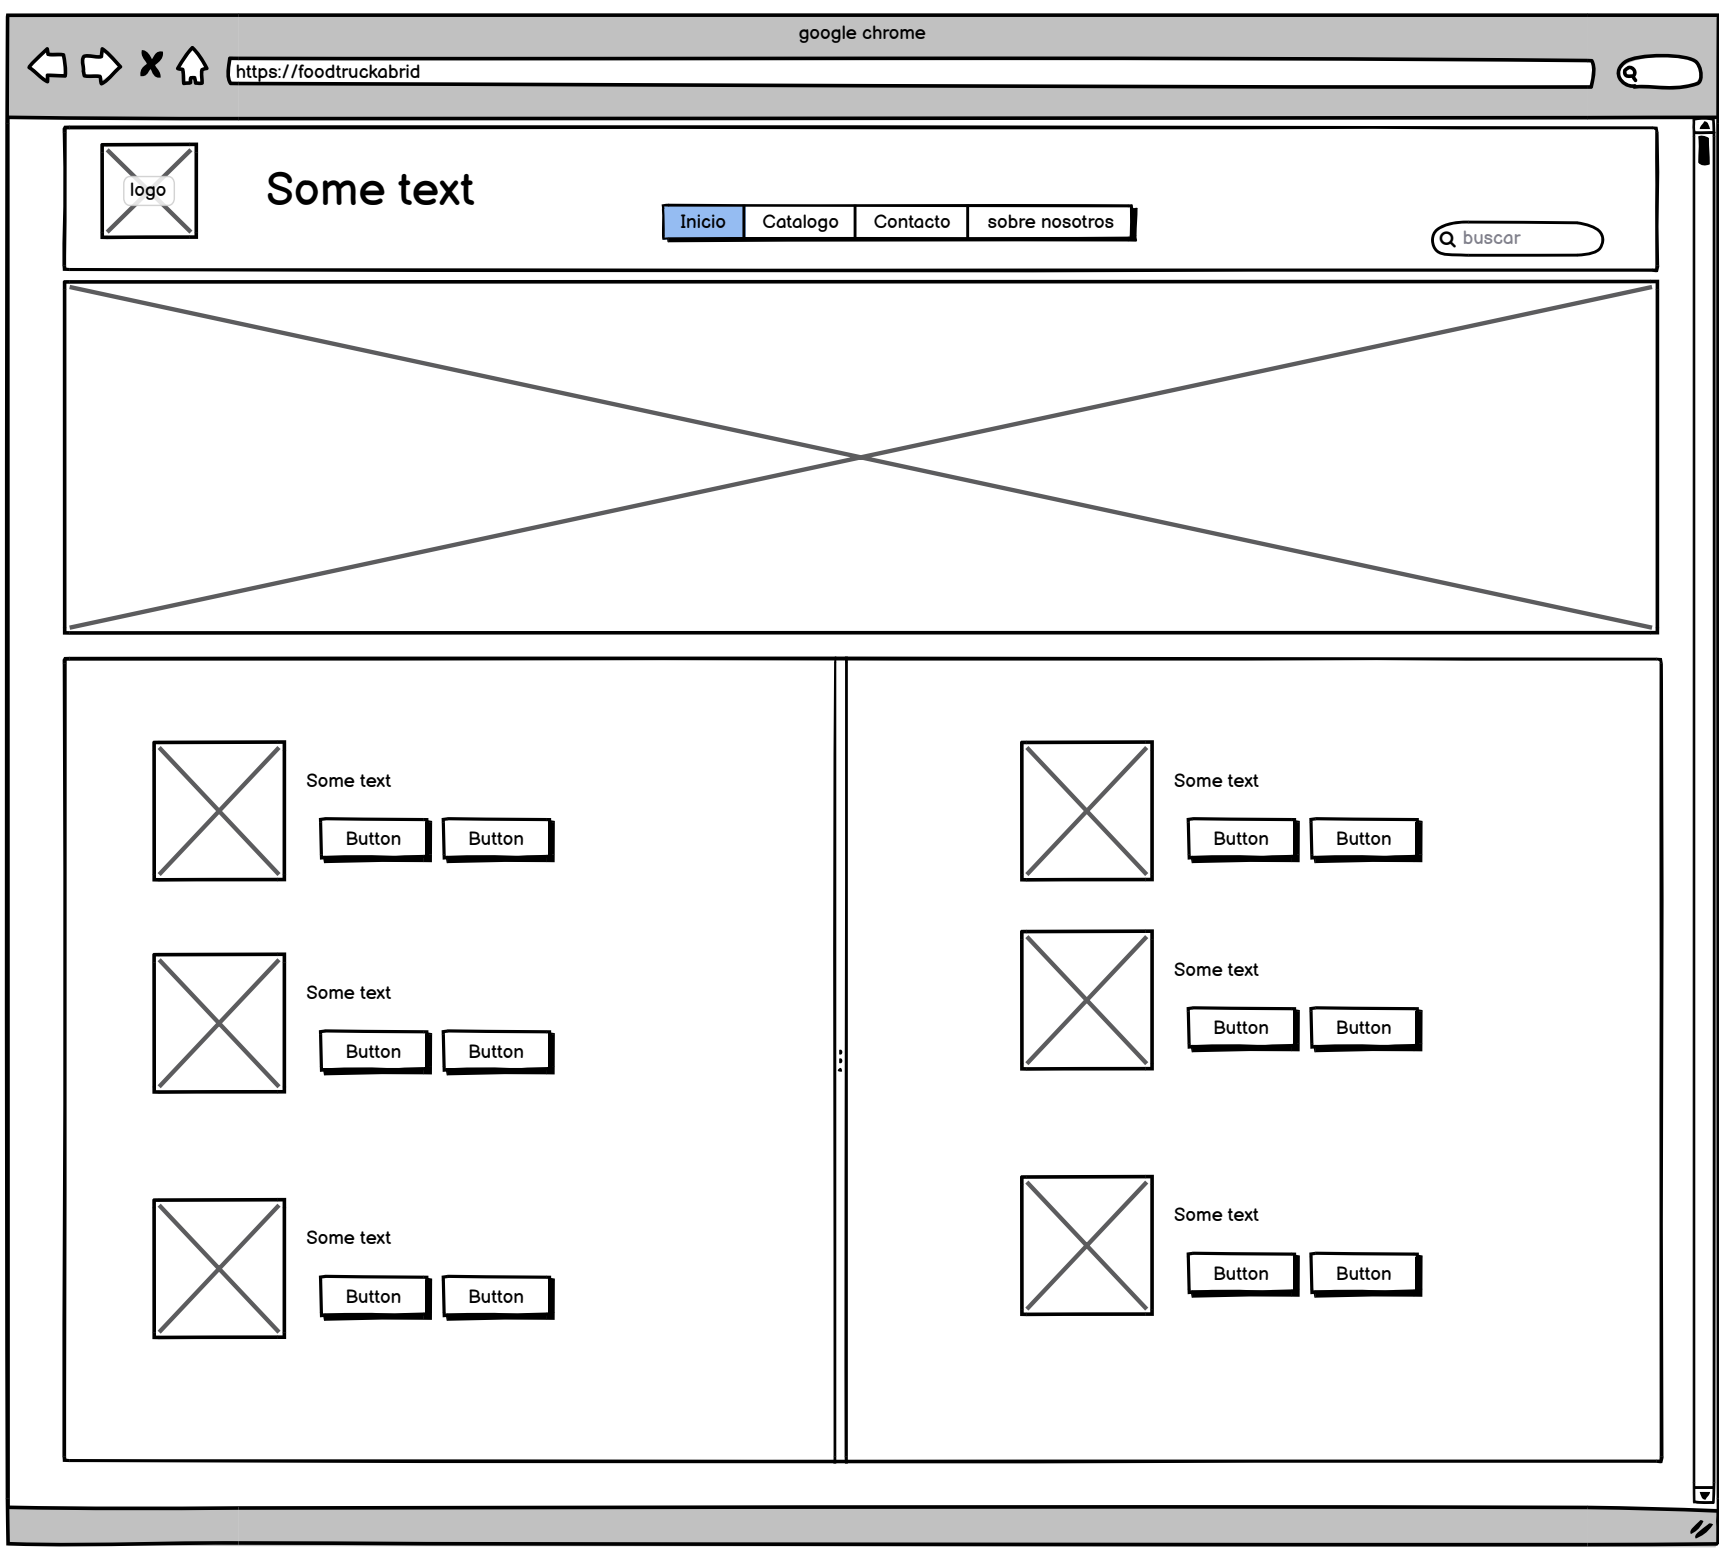 google chrome
https://foodtruckabrid
logo
Some text
Inicio
Catalogo
Contacto
sobre nosotros
buscar
Some text
Button
Button
Some text
Button
Button
Some text
Button
Button
Some text
Button
Button
Some text
Button
Button
Some text
Button
Button